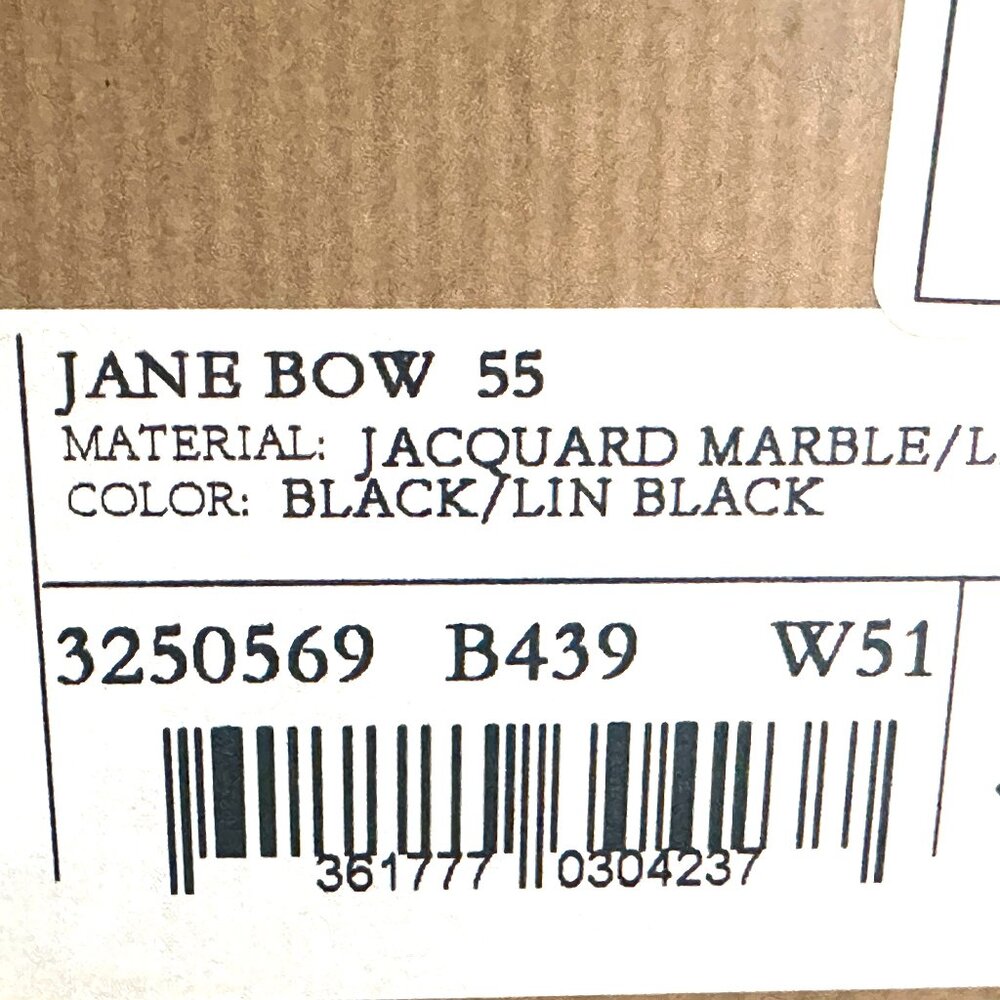 JANE BOW 55
MATERIAL: JACQUARD MARBLE/L
COLOR: BLACK/LIN BLACK
3250569 B439 W51
361777 0304237